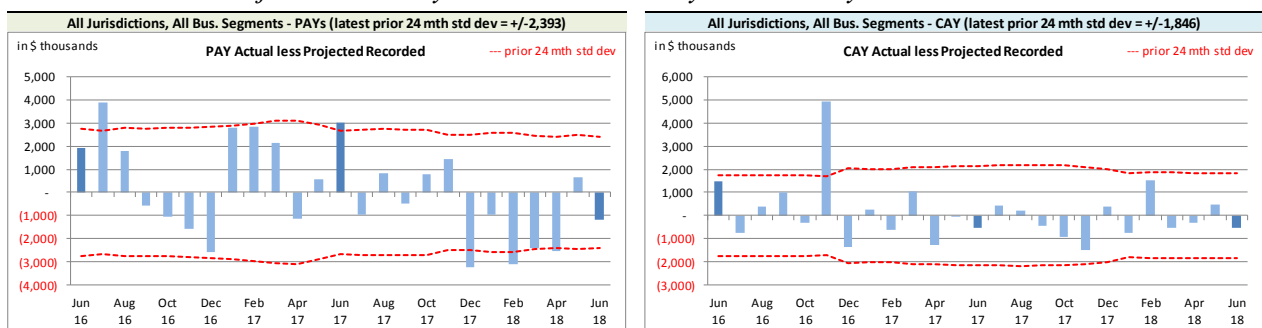 All Jurisdictions, All Bus. Segments - PAYs (latest prior 24 mth std dev = +/-2,393)
in $ thousands
PAY Actual less Projected Recorded
--- prior 24 mth std dev
5,000
4,000
3,000
2,000
1,000
-
(1,000)
(2,000)
(3,000)
(4,000)
Jun Aug Oct Dec Feb Apr Jun Aug Oct Dec Feb Apr Jun
16 16 16 16 17 17 17 17 17 17 18 18 18
All Jurisdictions, All Bus. Segments - CAY (latest prior 24 mth std dev = +/-1,846)
in $ thousands
CAY Actual less Projected Recorded
--- prior 24 mth std dev
6,000
5,000
4,000
3,000
2,000
1,000
-
(1,000)
(2,000)
(3,000)
Jun Aug Oct Dec Feb Apr Jun Aug Oct Dec Feb Apr Jun
16 16 16 16 17 17 17 17 17 17 18 18 18